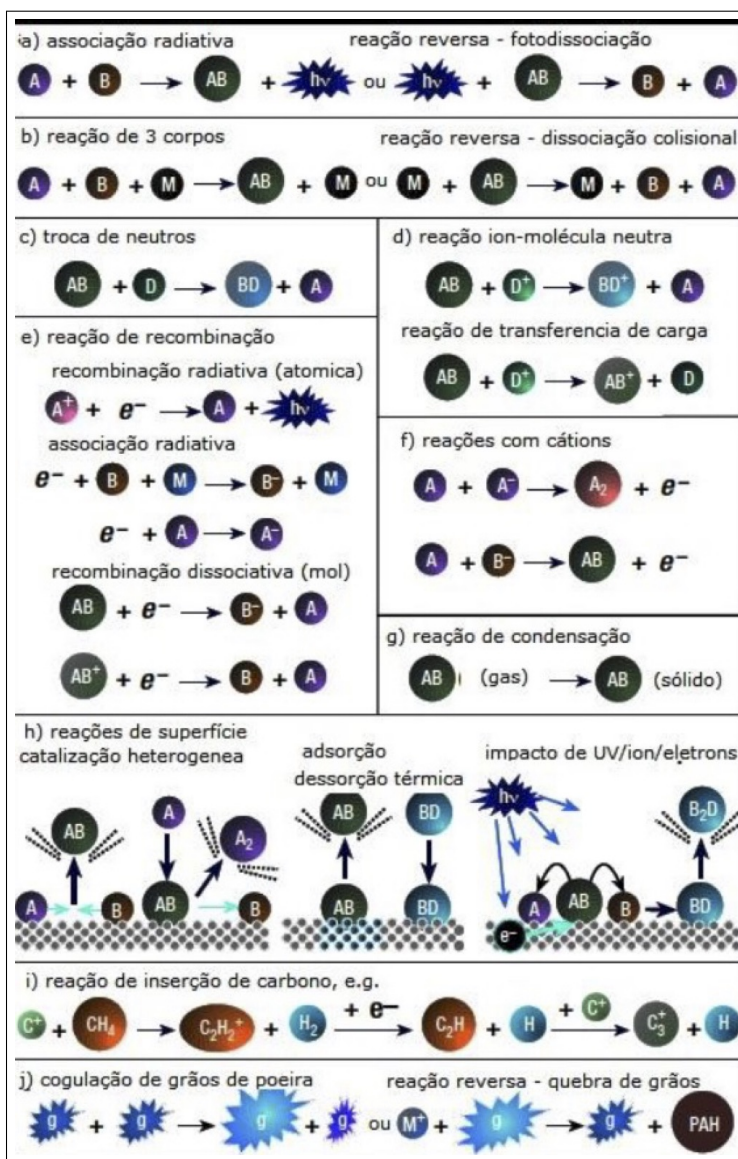 a) associação radiativa
reação reversa - fotodissociação
A + B → AB + hν ou hν + AB → B + A
b) reação de 3 corpos
reação reversa - dissociação colisional
A + B + M → AB + M ou M + AB → M + B + A
c) troca de neutros
AB + D → BD + A
d) reação ion-molécula neutra
AB + D⁺ → BD⁺ + A
reação de transferencia de carga
AB + D⁺ → AB⁺ + D
e) reação de recombinação
recombinação radiativa (atomica)
A⁺ + e⁻ → A + hν
associação radiativa
e⁻ + B + M → B⁻ + M
e⁻ + A → A⁻
recombinação dissociativa (mol)
AB + e⁻ → B⁻ + A
AB⁺ + e⁻ → B + A
f) reações com cátions
A + A⁻ → A₂ + e⁻
A + B⁻ → AB + e⁻
g) reação de condensação
AB (gas) → AB (sólido)
h) reações de superfície
catalização heterogenea
AB A A₂
A B AB B
adsorção
dessorção térmica
AB BD
AB BD
impacto de UV/ion/eletrons
hν B₂D
e⁻ A AB B BD
i) reação de inserção de carbono, e.g.
C⁺ + CH₄ → C₂H₂⁺ + H₂ + e⁻ → C₂H + H + C⁺ → C₃⁺ H
j) cogulação de grãos de poeira
reação reversa - quebra de grãos
g + g → g + g ou M⁺ + g → g + PAH